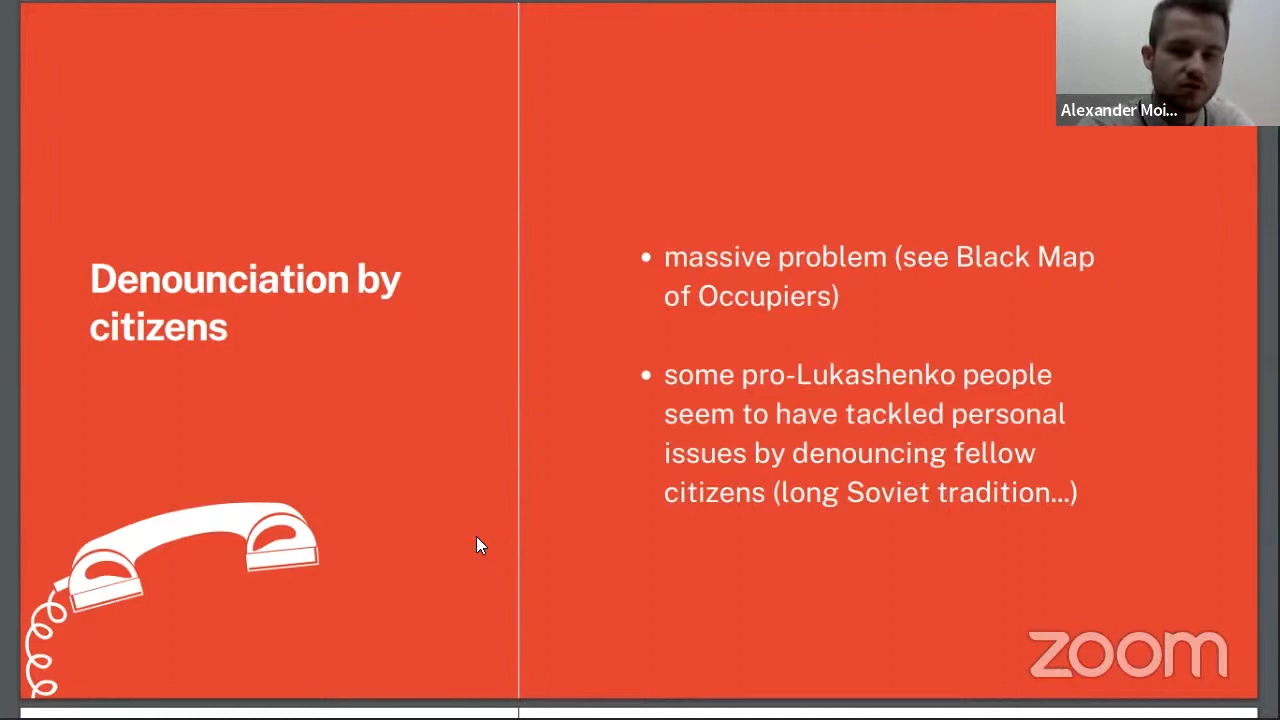 Alexander Moi...
Denounciation by
citizens
• massive problem (see Black Map
of Occupiers)
• some pro-Lukashenko people
seem to have tackled personal
issues by denouncing fellow
citizens (long Soviet tradition...)
zoom